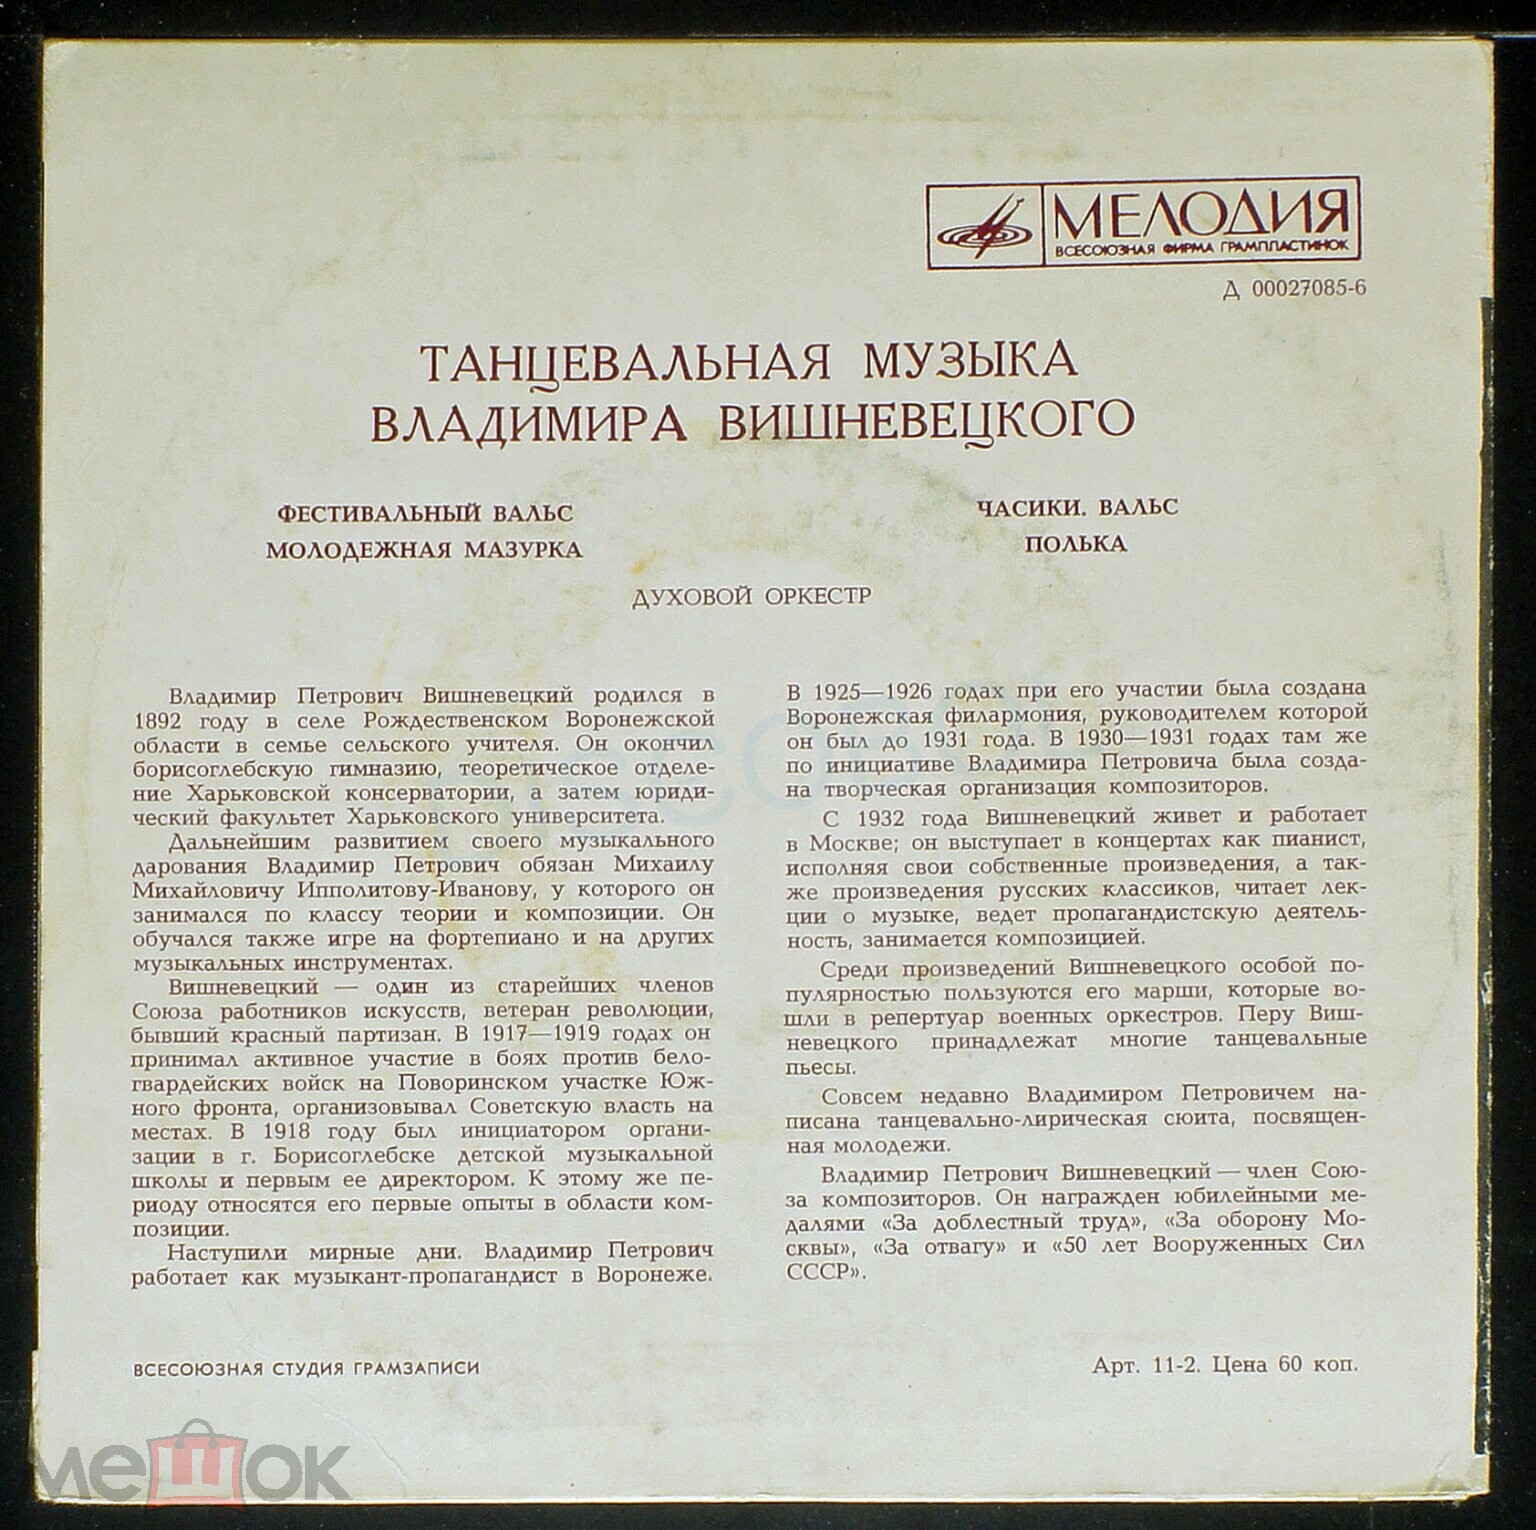 МЕЛОДИЯ
ВСЕСОЮЗНАЯ ФИРМА ГРАМПЛАСТИНОК
Д 00027085-6
ТАНЦЕВАЛЬНАЯ МУЗЫКА
ВЛАДИМИРА ВИШНЕВЕЦКОГО
ФЕСТИВАЛЬНЫЙ ВАЛЬС
МОЛОДЕЖНАЯ МАЗУРКА
ЧАСИКИ. ВАЛЬС
ПОЛЬКА
ДУХОВОЙ ОРКЕСТР
Владимир Петрович Вишневецкий родился в
1892 году в селе Рождественском Воронежской
области в семье сельского учителя. Он окончил
борисоглебскую гимназию, теоретическое отделе-
ние Харьковской консерватории, а затем юриди-
ческий факультет Харьковского университета.
Дальнейшим развитием своего музыкального
дарования Владимир Петрович обязан Михаилу
Михайловичу Ипполитову-Иванову, у которого он
занимался по классу теории и композиции. Он
обучался также игре на фортепиано и на других
музыкальных инструментах.
Вишневецкий — один из старейших членов
Союза работников искусств, ветеран революции,
бывший красный партизан. В 1917—1919 годах он
принимал активное участие в боях против бело-
гвардейских войск на Поворинском участке Юж-
ного фронта, организовывал Советскую власть на
местах. В 1918 году был инициатором органи-
зации в г. Борисоглебске детской музыкальной
школы и первым ее директором. К этому же пе-
риоду относятся его первые опыты в области ком-
позиции.
Наступили мирные дни. Владимир Петрович
работает как музыкант-пропагандист в Воронеже.
В 1925—1926 годах при его участии была создана
Воронежская филармония, руководителем которой
он был до 1931 года. В 1930—1931 годах там же
по инициативе Владимира Петровича была созда-
на творческая организация композиторов.
С 1932 года Вишневецкий живет и работает
в Москве; он выступает в концертах как пианист,
исполняя свои собственные произведения, а так-
же произведения русских классиков, читает лек-
ции о музыке, ведет пропагандистскую деятель-
ность, занимается композицией.
Среди произведений Вишневецкого особой по-
пулярностью пользуются его марши, которые во-
шли в репертуар военных оркестров. Перу Виш-
невецкого принадлежат многие танцевальные
пьесы.
Совсем недавно Владимиром Петровичем на-
писана танцевально-лирическая сюита, посвящен-
ная молодежи.
Владимир Петрович Вишневецкий — член Сою-
за композиторов. Он награжден юбилейными ме-
далями «За доблестный труд», «За оборону Мо-
сквы», «За отвагу» и «50 лет Вооруженных Сил
СССР».
ВСЕСОЮЗНАЯ СТУДИЯ ГРАМЗАПИСИ
Арт. 11-2. Цена 60 коп.
мешок